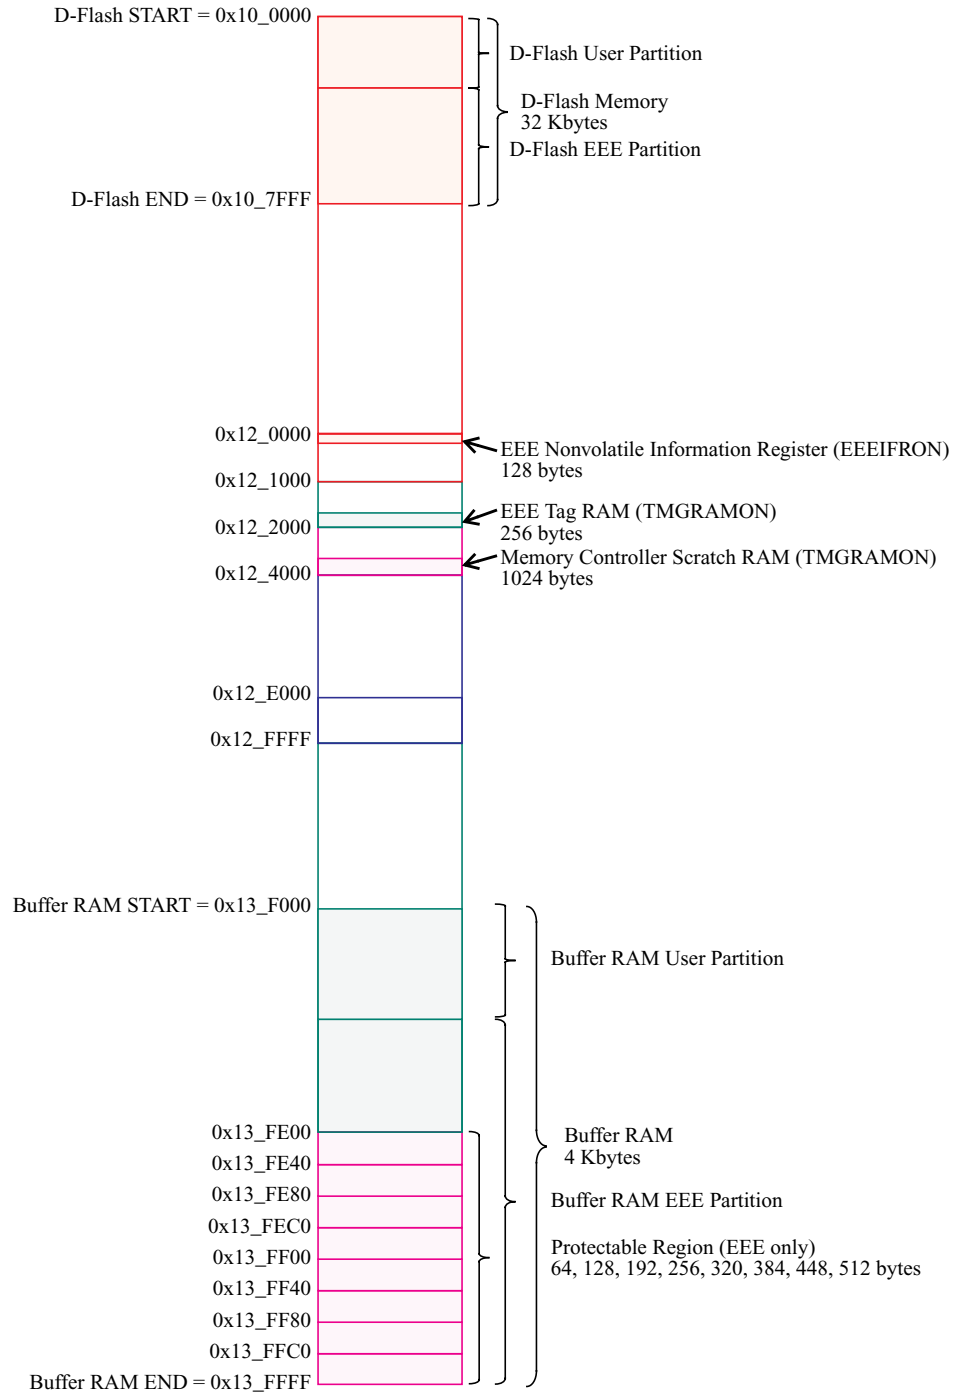 D-Flash START = 0x10_0000
D-Flash User Partition
D-Flash Memory
32 Kbytes
D-Flash EEE Partition
D-Flash END = 0x10_7FFF
0x12_0000
EEE Nonvolatile Information Register (EEEIFRON)
128 bytes
0x12_1000
EEE Tag RAM (TMGRAMON)
256 bytes
0x12_2000
Memory Controller Scratch RAM (TMGRAMON)
1024 bytes
0x12_4000
0x12_E000
0x12_FFFF
Buffer RAM START = 0x13_F000
Buffer RAM User Partition
0x13_FE00
Buffer RAM
4 Kbytes
0x13_FE40
0x13_FE80
Buffer RAM EEE Partition
0x13_FEC0
Protectable Region (EEE only)
64, 128, 192, 256, 320, 384, 448, 512 bytes
0x13_FF00
0x13_FF40
0x13_FF80
0x13_FFC0
Buffer RAM END = 0x13_FFFF